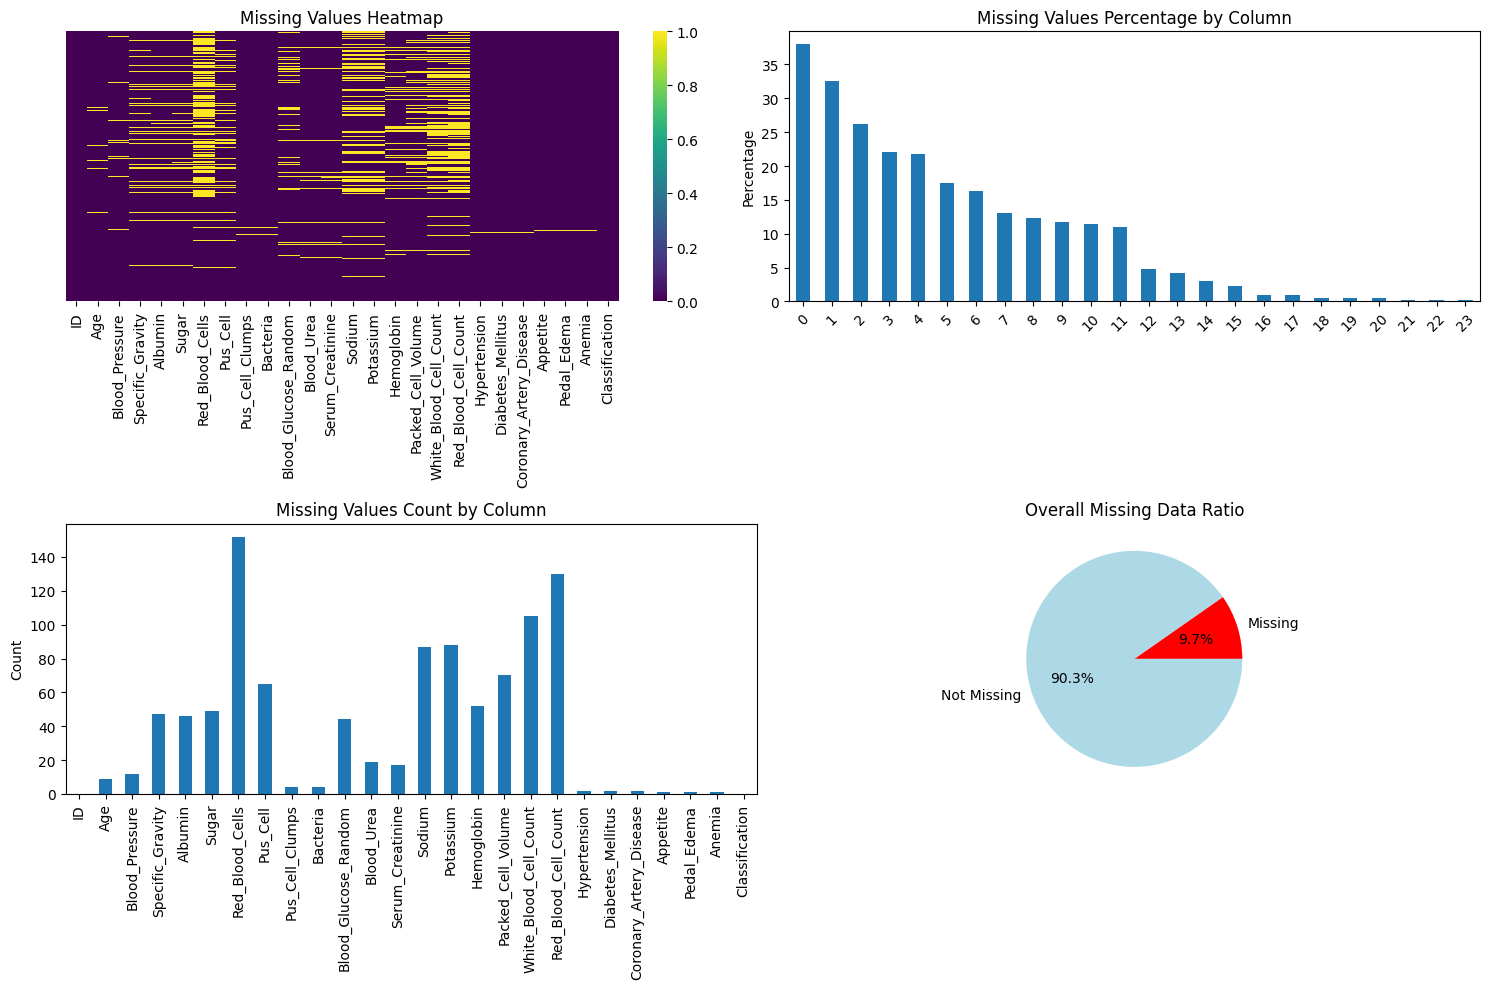 Missing Values Heatmap
1.0
0.8
0.6
0.4
0.2
0.0
ID
Age
Blood_Pressure
Specific_Gravity
Albumin
Sugar
Red_Blood_Cells
Pus_Cell
Pus_Cell_Clumps
Bacteria
Blood_Glucose_Random
Blood_Urea
Serum_Creatinine
Sodium
Potassium
Hemoglobin
Packed_Cell_Volume
White_Blood_Cell_Count
Red_Blood_Cell_Count
Hypertension
Diabetes_Mellitus
Coronary_Artery_Disease
Appetite
Pedal_Edema
Anemia
Classification
Missing Values Percentage by Column
Percentage
35
30
25
20
15
10
5
0
0
1
2
3
4
5
6
7
8
9
10
11
12
13
14
15
16
17
18
19
20
21
22
23
Missing Values Count by Column
Count
140
120
100
80
60
40
20
0
ID
Age
Blood_Pressure
Specific_Gravity
Albumin
Sugar
Red_Blood_Cells
Pus_Cell
Pus_Cell_Clumps
Bacteria
Blood_Glucose_Random
Blood_Urea
Serum_Creatinine
Sodium
Potassium
Hemoglobin
Packed_Cell_Volume
White_Blood_Cell_Count
Red_Blood_Cell_Count
Hypertension
Diabetes_Mellitus
Coronary_Artery_Disease
Appetite
Pedal_Edema
Anemia
Classification
Overall Missing Data Ratio
Missing
9.7%
90.3%
Not Missing